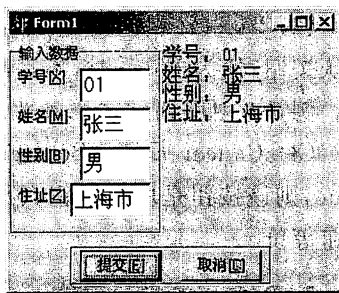 Form1
输入数据
学号[X] 01
姓名[M] 张三
性别[B] 男
住址[Z] 上海市
学号：01
姓名：张三
性别：男
住址：上海市
提交[E] 取消[C]